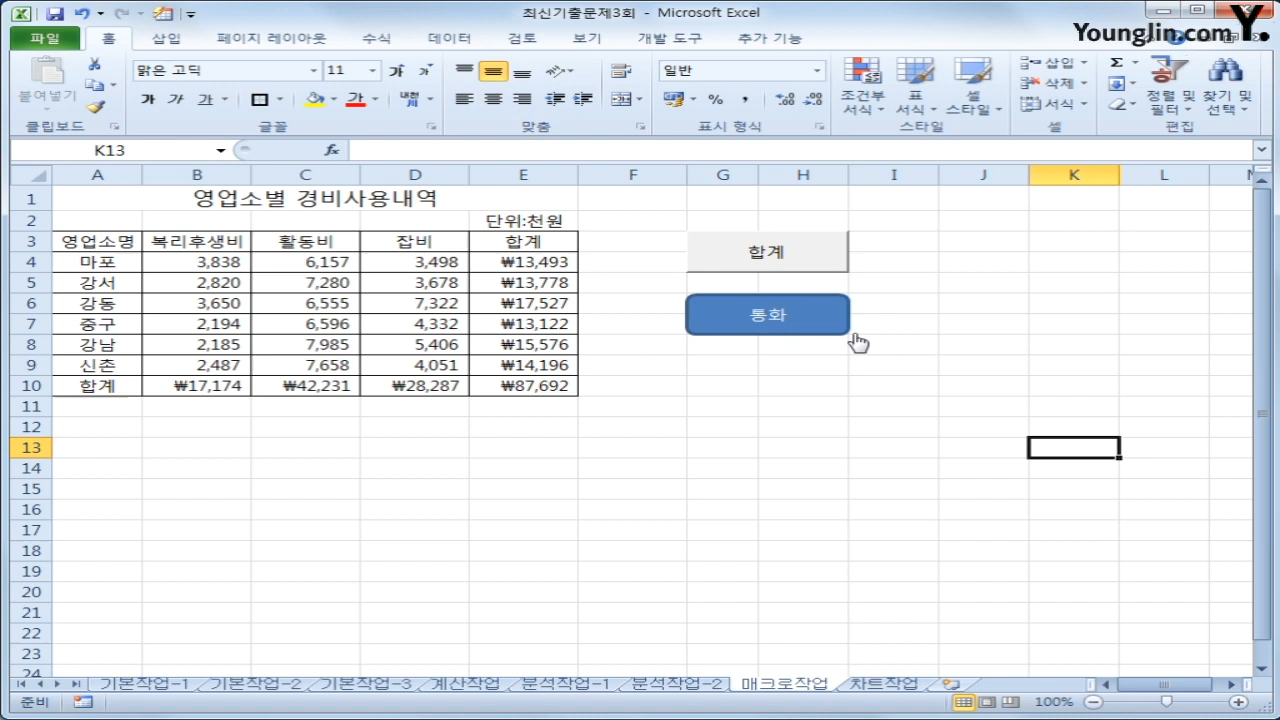 최신기출문제3회 - Microsoft Excel
Younglin.com Y.
파일 홈 삽입 페이지 레이아웃 수식 데이터 검토 보기 개발 도구 추가 기능
붙여넣기 맑은 고딕 11 가 가 일반 조건부 서식 표 서식 셀 스타일 삽입 삭제 서식 Σ 정렬 및 필터 찾기 및 선택
가 가 가 가 내천 % ,
클립보드 글꼴 맞춤 표시 형식 스타일 셀 편집
K13 fx
A B C D E F G H I J K L
1 영업소별 경비사용내역
2 단위:천원
3 영업소명 복리후생비 활동비 잡비 합계
4 마포 3,838 6,157 3,498 ₩13,493
합계
5 강서 2,820 7,280 3,678 ₩13,778
6 강동 3,650 6,555 7,322 ₩17,527
7 중구 2,194 6,596 4,332 ₩13,122
통화
8 강남 2,185 7,985 5,406 ₩15,576
9 신촌 2,487 7,658 4,051 ₩14,196
10 합계 ₩17,174 ₩42,231 ₩28,287 ₩87,692
11
12
13
14
15
16
17
18
19
20
21
22
23
24
기본작업-1 기본작업-2 기본작업-3 계산작업 분석작업-1 분석작업-2 매크로작업 차트작업
준비 100%